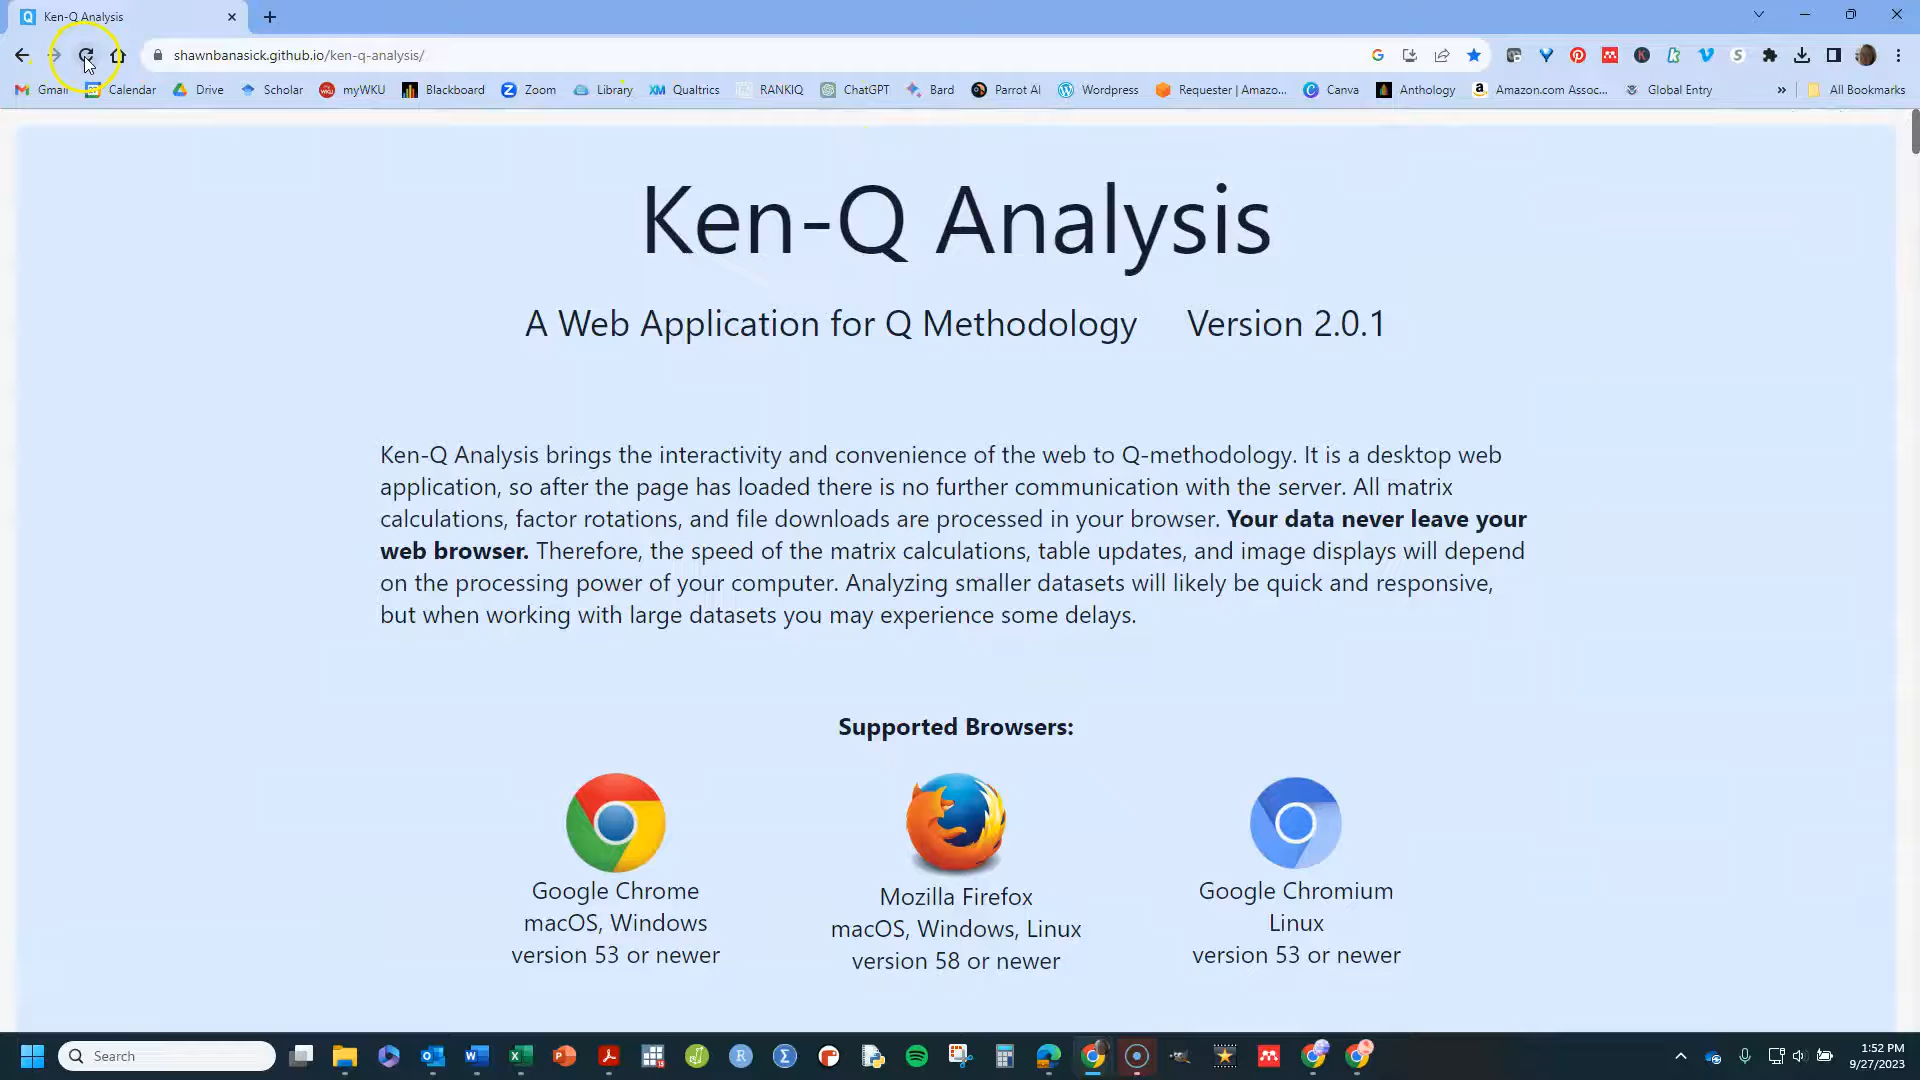 Ken-Q Analysis
shawnbanasick.github.io/ken-q-analysis/
Gmail Calendar Drive Scholar myWKU Blackboard Zoom Library Qualtrics RANKIQ ChatGPT Bard Parrot AI Wordpress Requester | Amazo... Canva Anthology Amazon.com Assoc... Global Entry » All Bookmarks
Ken-Q Analysis
A Web Application for Q Methodology Version 2.0.1
Ken-Q Analysis brings the interactivity and convenience of the web to Q-methodology. It is a desktop web
application, so after the page has loaded there is no further communication with the server. All matrix
calculations, factor rotations, and file downloads are processed in your browser. Your data never leave your
web browser. Therefore, the speed of the matrix calculations, table updates, and image displays will depend
on the processing power of your computer. Analyzing smaller datasets will likely be quick and responsive,
but when working with large datasets you may experience some delays.
Supported Browsers:
Google Chrome
macOS, Windows
version 53 or newer
Mozilla Firefox
macOS, Windows, Linux
version 58 or newer
Google Chromium
Linux
version 53 or newer
Search
1:52 PM
9/27/2023